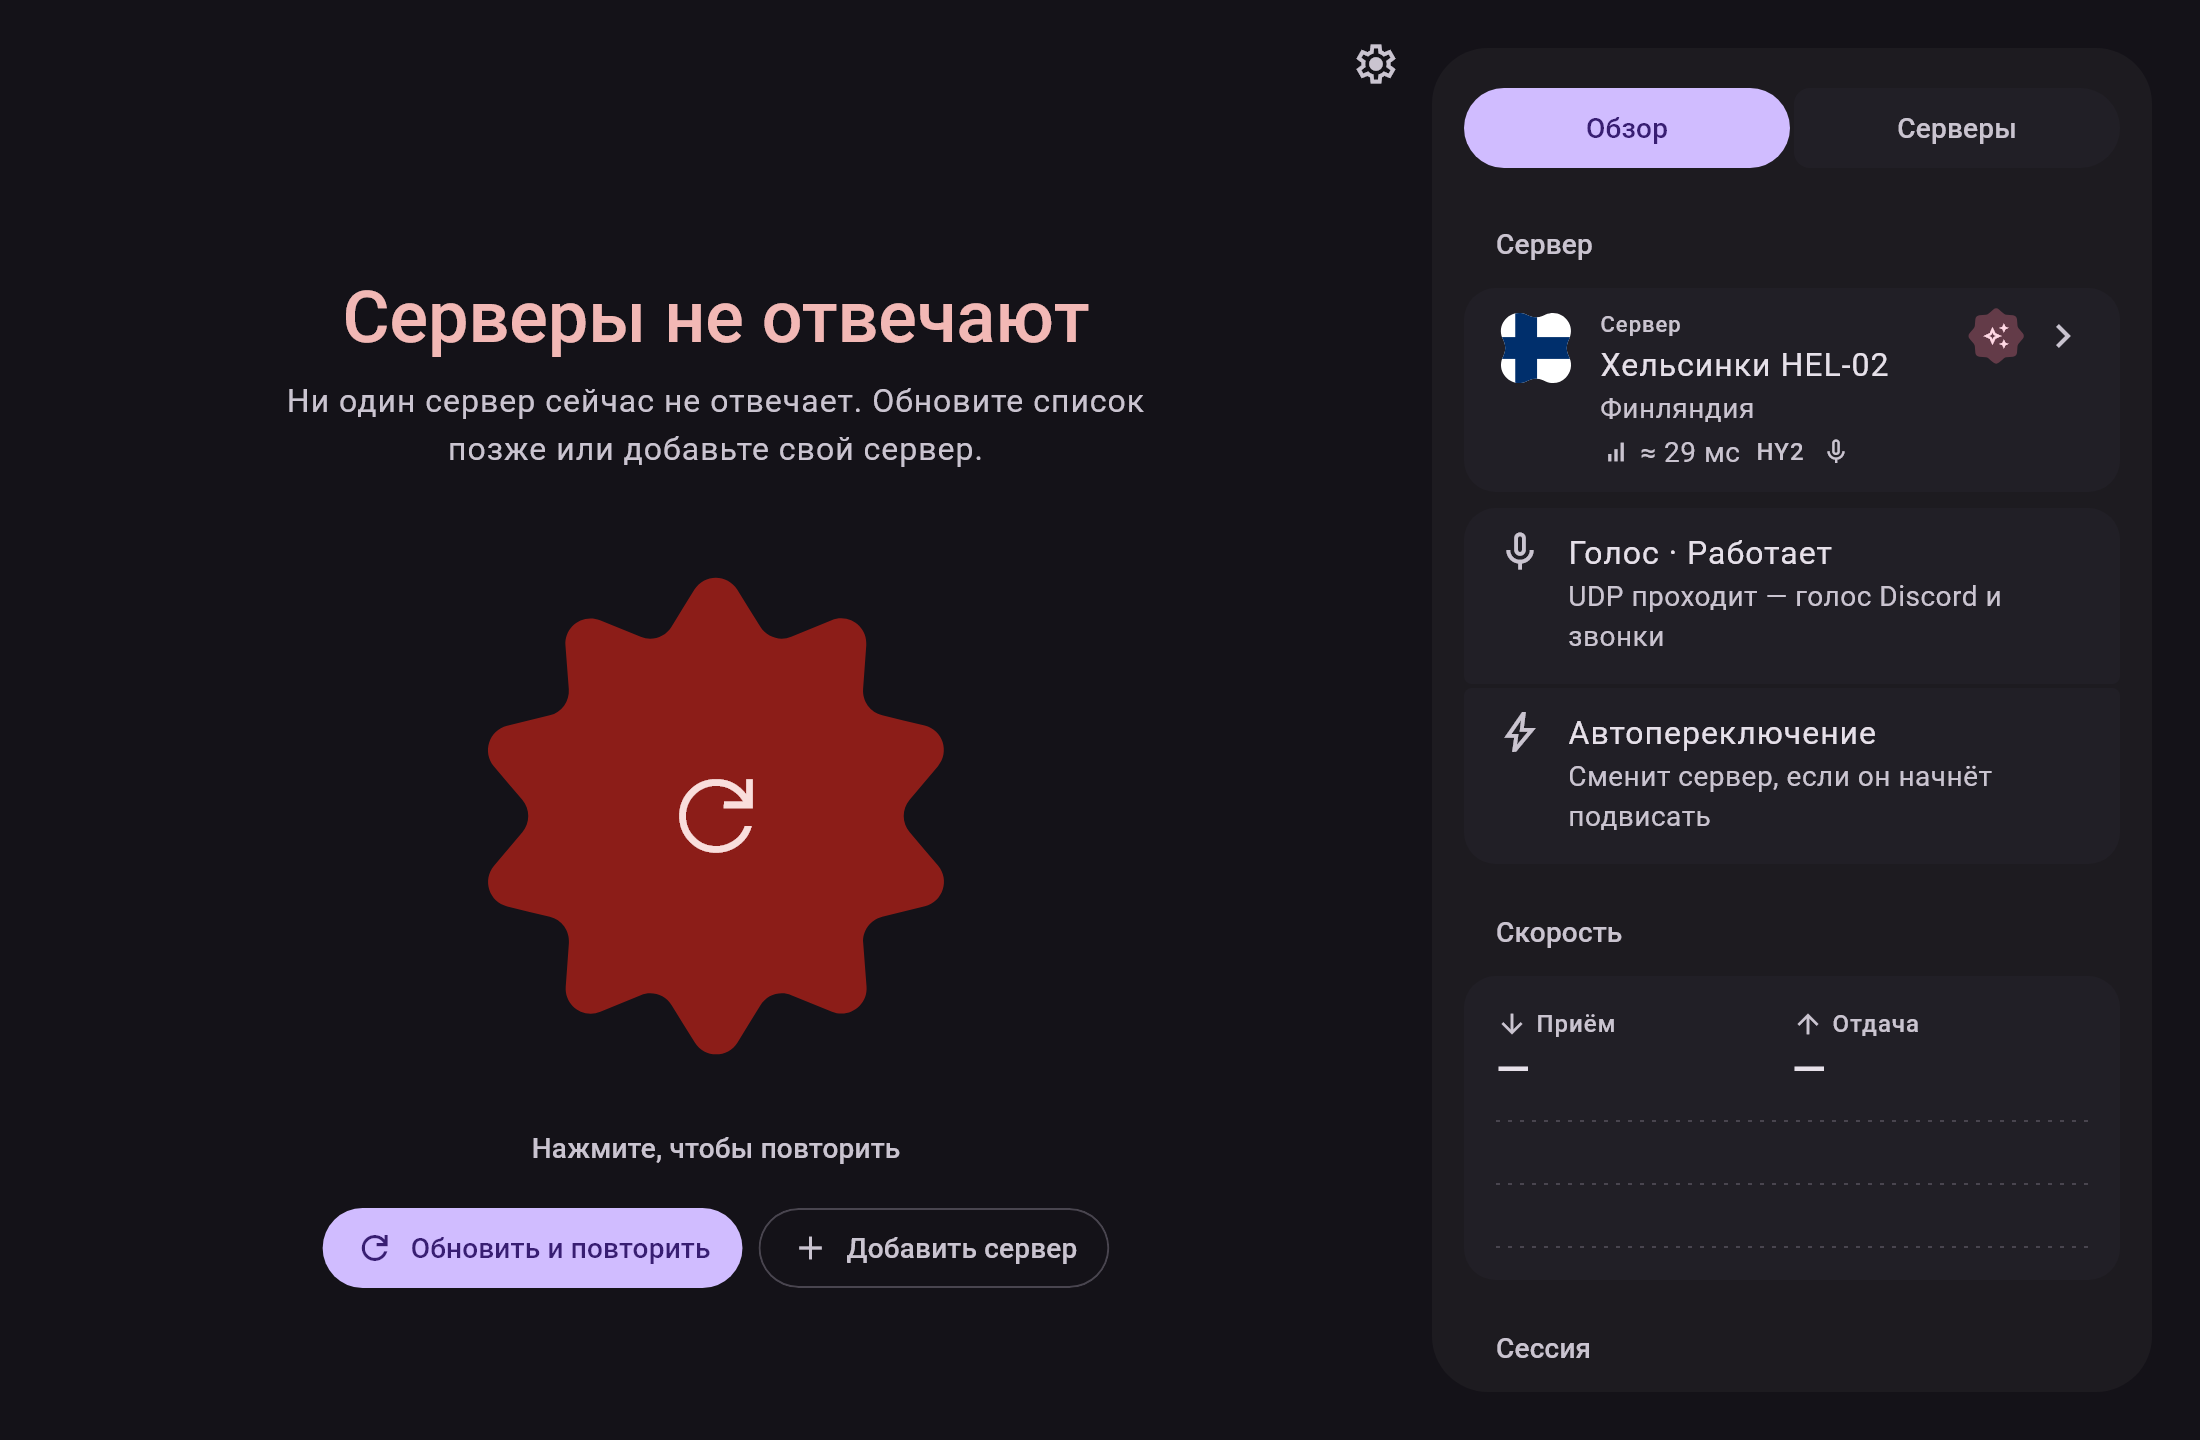 Серверы не отвечают
Ни один сервер сейчас не отвечает. Обновите список
позже или добавьте свой сервер.
Нажмите, чтобы повторить
Обновить и повторить
Добавить сервер
Обзор
Серверы
Сервер
Сервер
Хельсинки HEL-02
Финляндия
≈ 29 мс HY2
Голос · Работает
UDP проходит — голос Discord и
звонки
Автопереключение
Сменит сервер, если он начнёт
подвисать
Скорость
Приём
Отдача
—
—
Сессия